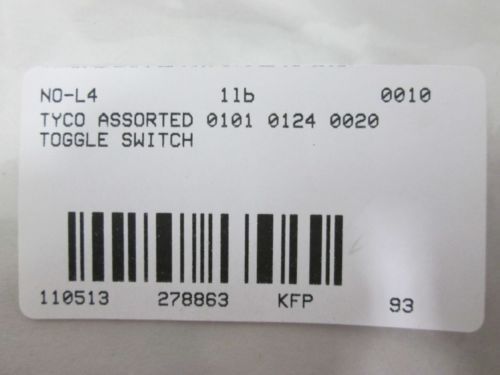 NO-L4 1lb 0010
TYCO ASSORTED 0101 0124 0020
TOGGLE SWITCH
110513 278863 KFP 93